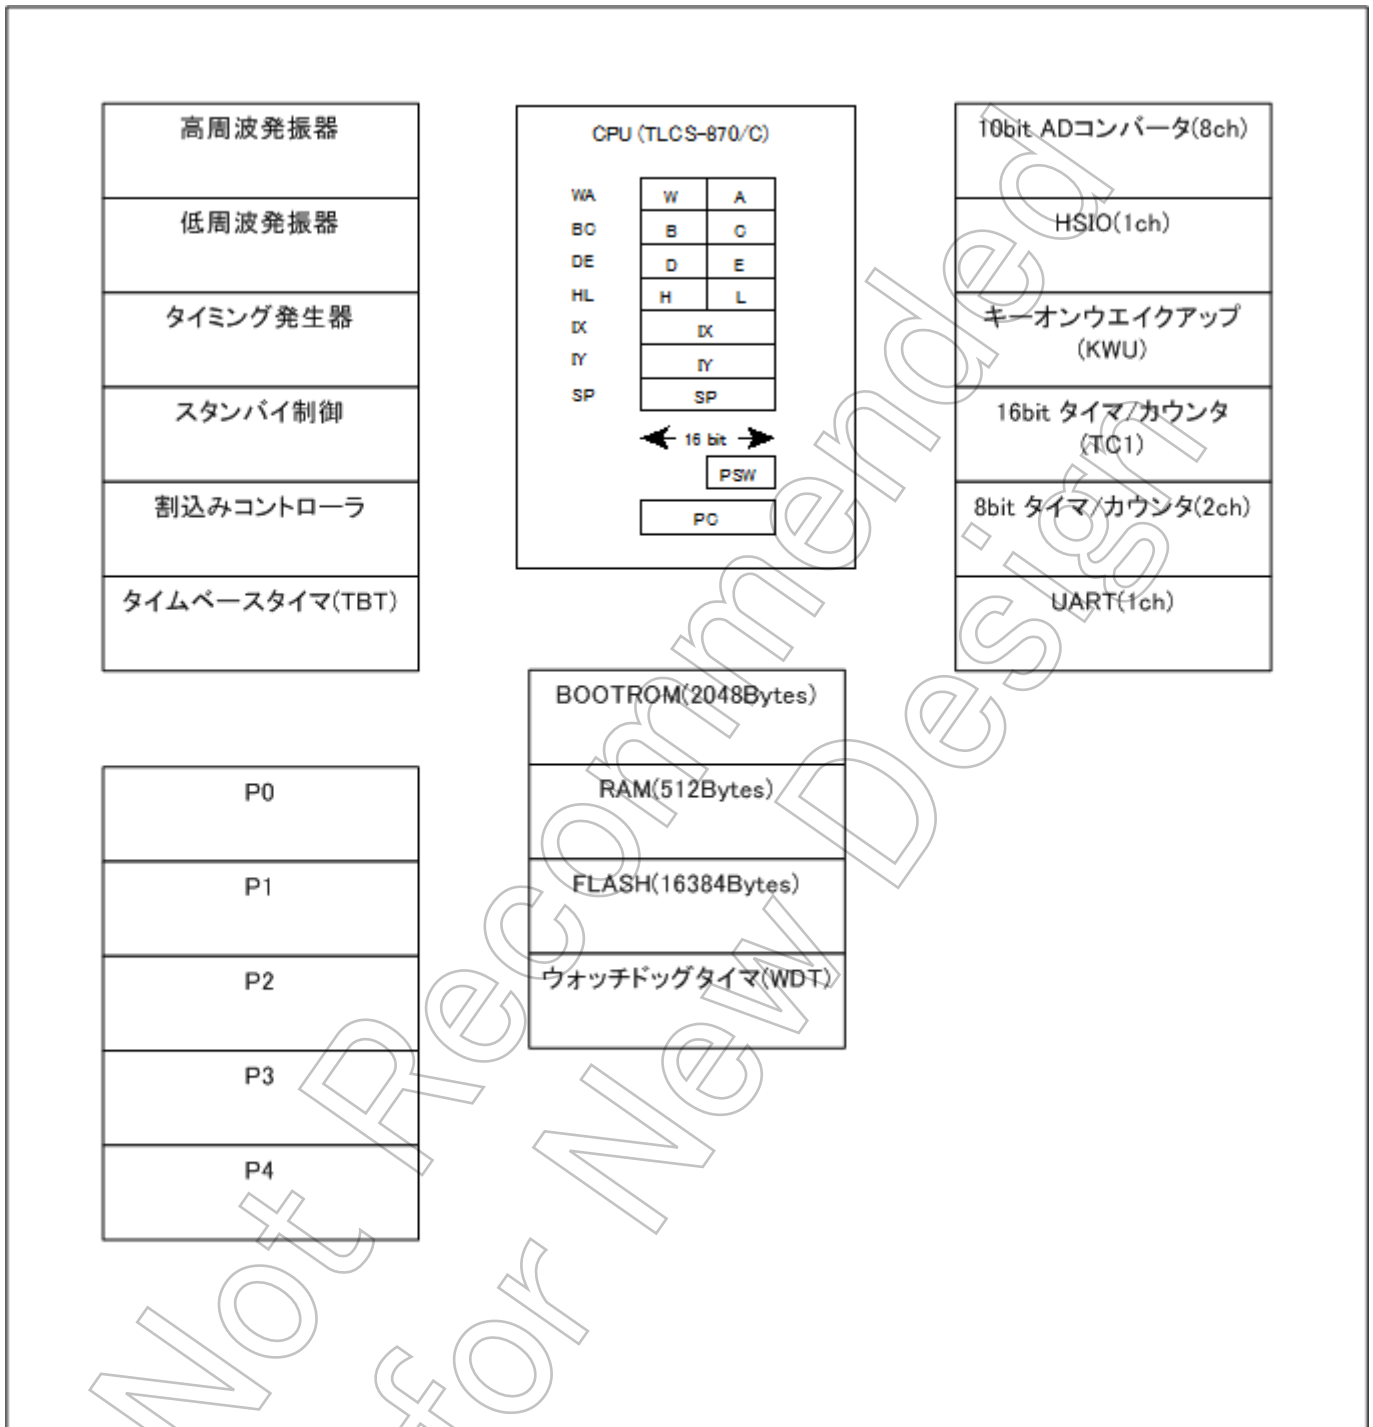 高周波発振器
低周波発振器
タイミング発生器
スタンバイ制御
割込みコントローラ
タイムベースタイマ(TBT)
P0
P1
P2
P3
P4
CPU (TLCS-870/C)
WA W A
BC B C
DE D E
HL H L
IX IX
IY IY
SP SP
16 bit
PSW
PC
BOOTROM(2048Bytes)
RAM(512Bytes)
FLASH(16384Bytes)
ウォッチドッグタイマ(WDT)
10bit ADコンバータ(8ch)
HSIO(1ch)
キーオンウエイクアップ
(KWU)
16bit タイマ/カウンタ
(TC1)
8bit タイマ/カウンタ(2ch)
UART(1ch)
Not Recommended
for New Design